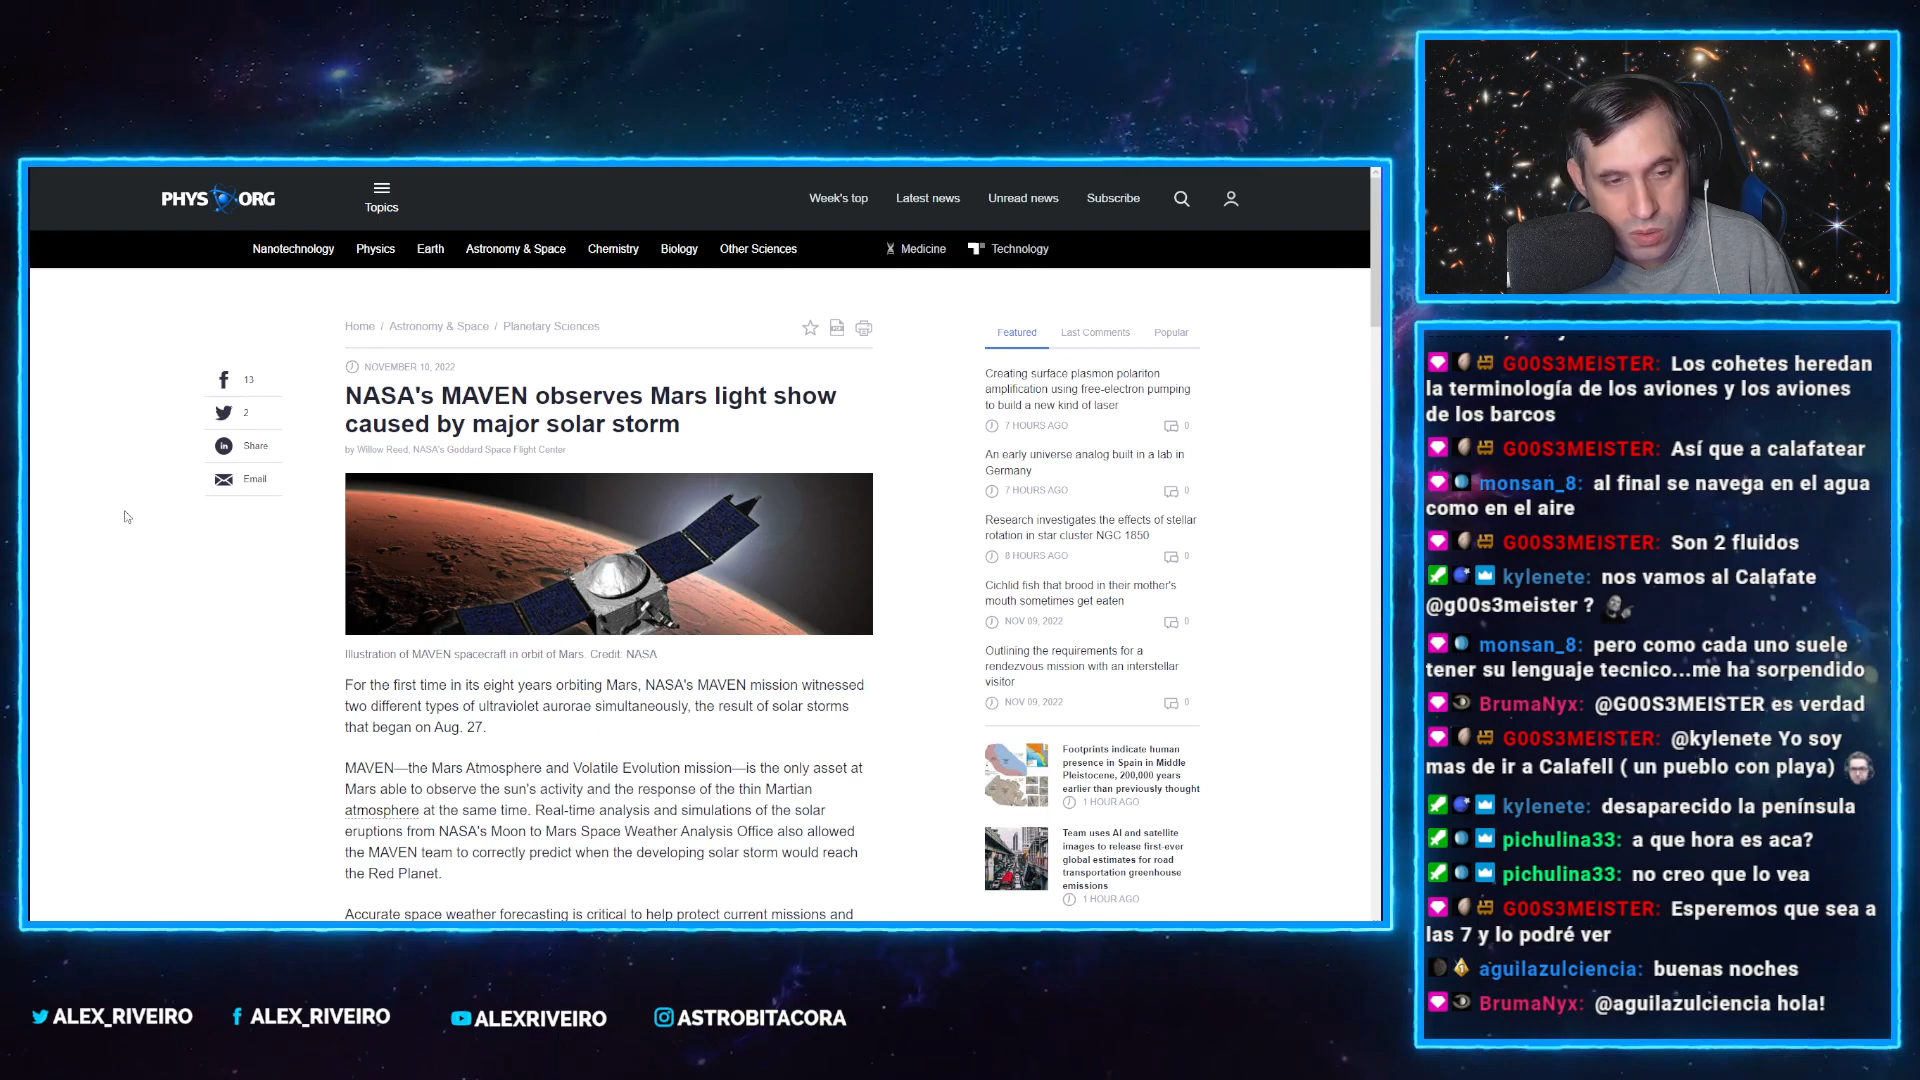 PHYS ORG
Topics
Week's top
Latest news
Unread news
Subscribe
Nanotechnology
Physics
Earth
Astronomy & Space
Chemistry
Biology
Other Sciences
Medicine
Technology
Home / Astronomy & Space / Planetary Sciences
13
2
Share
Email
NOVEMBER 10, 2022
NASA's MAVEN observes Mars light show
caused by major solar storm
by Willow Reed, NASA's Goddard Space Flight Center
Illustration of MAVEN spacecraft in orbit of Mars. Credit: NASA
For the first time in its eight years orbiting Mars, NASA's MAVEN mission witnessed
two different types of ultraviolet aurorae simultaneously, the result of solar storms
that began on Aug. 27.
MAVEN—the Mars Atmosphere and Volatile Evolution mission—is the only asset at
Mars able to observe the sun's activity and the response of the thin Martian
atmosphere at the same time. Real-time analysis and simulations of the solar
eruptions from NASA's Moon to Mars Space Weather Analysis Office also allowed
the MAVEN team to correctly predict when the developing solar storm would reach
the Red Planet.
Accurate space weather forecasting is critical to help protect current missions and
Featured
Last Comments
Popular
Creating surface plasmon polariton
amplification using free-electron pumping
to build a new kind of laser
7 HOURS AGO
0
An early universe analog built in a lab in
Germany
7 HOURS AGO
0
Research investigates the effects of stellar
rotation in star cluster NGC 1850
8 HOURS AGO
0
Cichlid fish that brood in their mother's
mouth sometimes get eaten
NOV 09, 2022
0
Outlining the requirements for a
rendezvous mission with an interstellar
visitor
NOV 09, 2022
0
Footprints indicate human
presence in Spain in Middle
Pleistocene, 200,000 years
earlier than previously thought
1 HOUR AGO
Team uses AI and satellite
images to release first-ever
global estimates for road
transportation greenhouse
emissions
1 HOUR AGO
G00S3MEISTER: Los cohetes heredan
la terminología de los aviones y los aviones
de los barcos
G00S3MEISTER: Así que a calafatear
monsan_8: al final se navega en el agua
como en el aire
G00S3MEISTER: Son 2 fluidos
kylenete: nos vamos al Calafate
@g00s3meister ?
monsan_8: pero como cada uno suele
tener su lenguaje tecnico...me ha sorpendido
BrumaNyx: @G00S3MEISTER es verdad
G00S3MEISTER: @kylenete Yo soy
mas de ir a Calafell ( un pueblo con playa)
kylenete: desaparecido la península
pichulina33: a que hora es aca?
pichulina33: no creo que lo vea
G00S3MEISTER: Esperemos que sea a
las 7 y lo podré ver
aguilazulciencia: buenas noches
BrumaNyx: @aguilazulciencia hola!
ALEX_RIVEIRO
ALEX_RIVEIRO
ALEXRIVEIRO
ASTROBITACORA